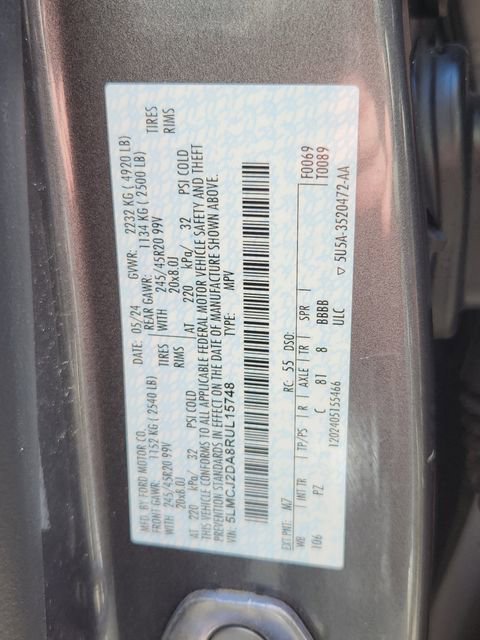 MFD. BY FORD MOTOR CO.
DATE: 05/24 GVWR: 2232 KG ( 4920 LB)
FRONT GAWR: 1152 KG ( 2540 LB) REAR GAWR: 1134 KG ( 2500 LB)
WITH 245/45R20 99V TIRES WITH 245/45R20 99V TIRES
20x8.0J RIMS 20x8.0J RIMS
AT 220 kPa/ 32 PSI COLD AT 220 kPa/ 32 PSI COLD
THIS VEHICLE CONFORMS TO ALL APPLICABLE FEDERAL MOTOR VEHICLE SAFETY AND THEFT
PREVENTION STANDARDS IN EFFECT ON THE DATE OF MANUFACTURE SHOWN ABOVE.
VIN: 5LMCJ2DA8RUL15748 TYPE: MPV
EXT PNT: M7 RC: 55 DSO: F0069
T0089
WB INT TR TP/PS R AXLE TR SPR
106 PZ C 81 8 BBBB
ULC
1202405155466 5U5A-3520472-AA